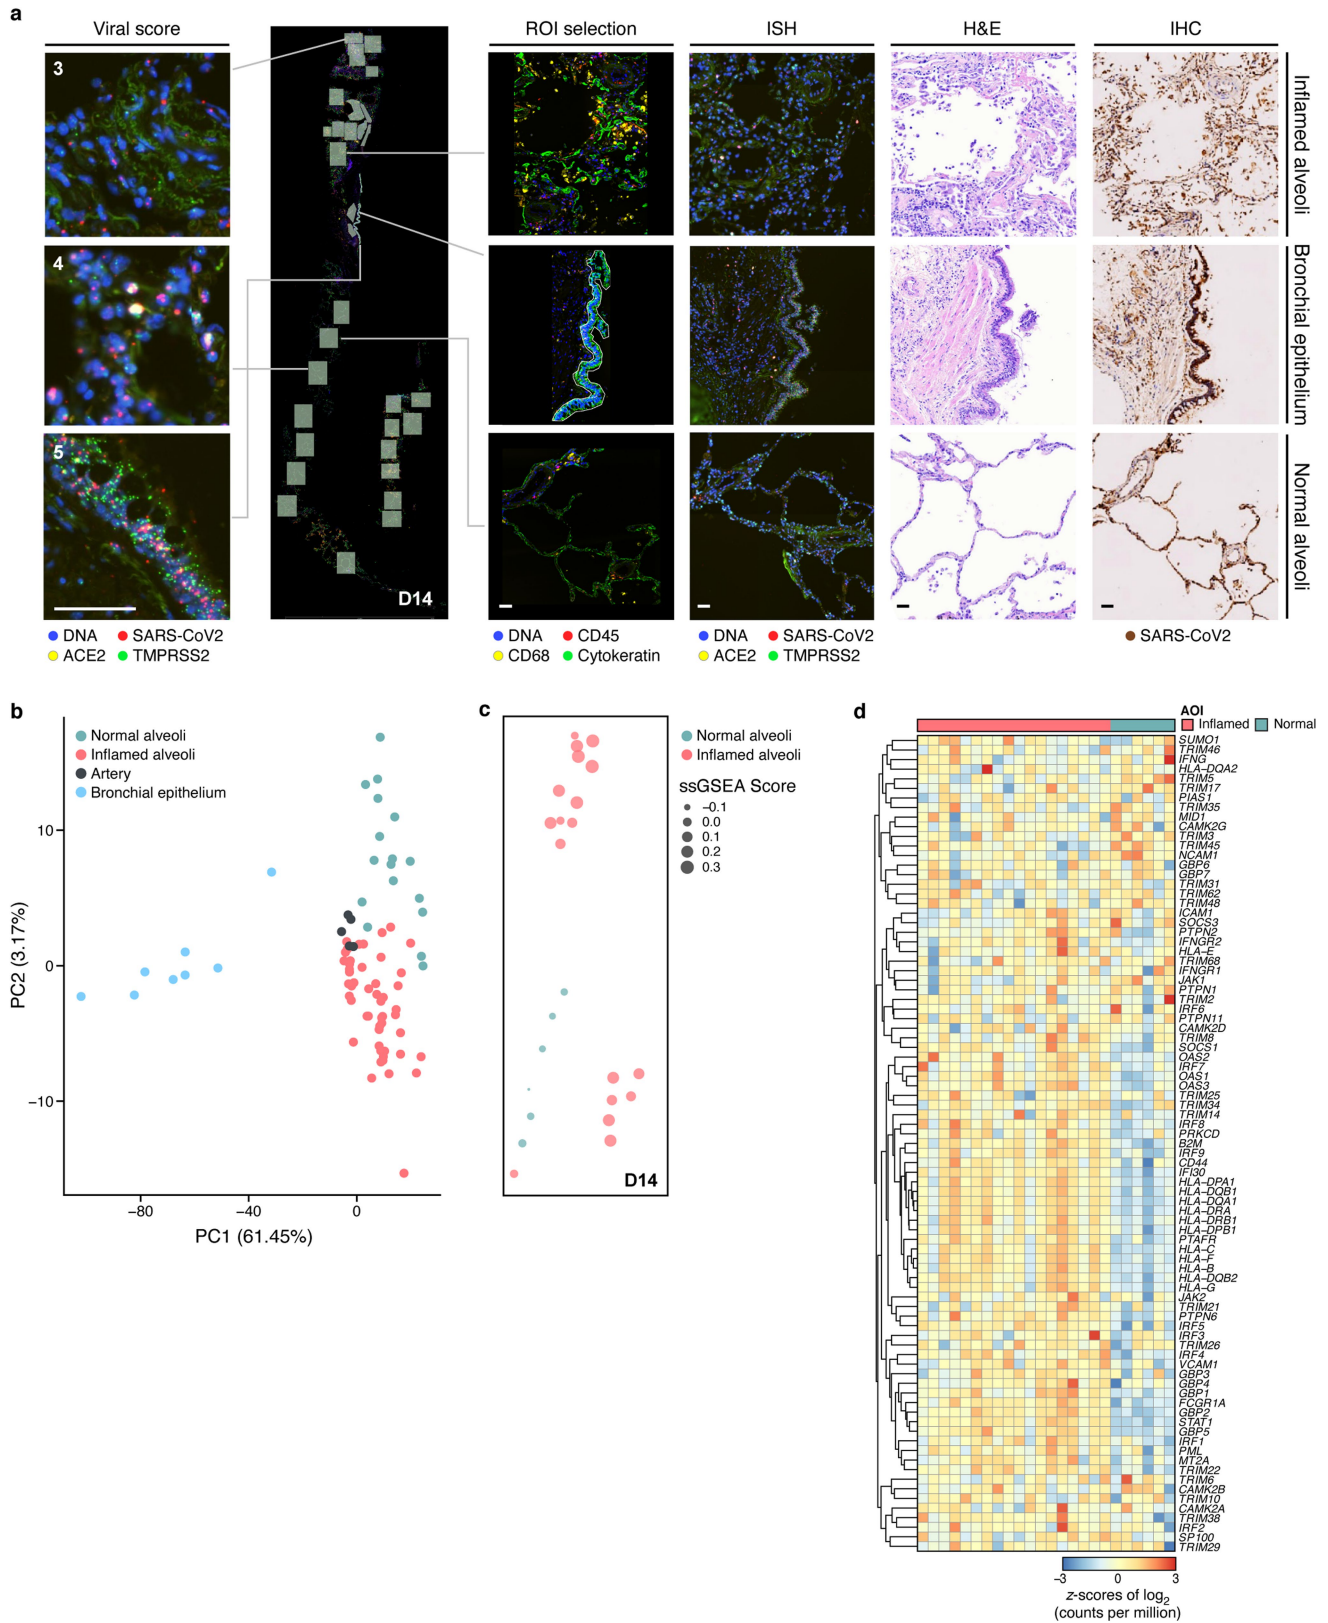 a
Viral score
ROI selection
ISH
H&E
IHC
3
4
5
D14
Inflamed alveoli
Bronchial epithelium
Normal alveoli
DNA SARS-CoV2
ACE2 TMPRSS2
DNA CD45
CD68 Cytokeratin
DNA SARS-CoV2
ACE2 TMPRSS2
SARS-CoV2
b
Normal alveoli
Inflamed alveoli
Artery
Bronchial epithelium
10
0
−10
PC2 (3.17%)
−80 −40 0
PC1 (61.45%)
c
D14
Normal alveoli
Inflamed alveoli
ssGSEA Score
−0.1
0.0
0.1
0.2
0.3
d
AOI
Inflamed Normal
SUMO1
TRIM46
IFNG
HLA−DQA2
TRIM5
TRIM17
PIAS1
TRIM35
MID1
CAMK2G
TRIM3
TRIM45
NCAM1
GBP6
GBP7
TRIM31
TRIM62
TRIM48
ICAM1
SOCS3
PTPN2
IFNGR2
HLA−E
TRIM68
IFNGR1
JAK1
PTPN1
TRIM2
IRF6
PTPN11
CAMK2D
TRIM8
SOCS1
OAS2
IRF7
OAS1
OAS3
TRIM25
TRIM34
TRIM14
IRF8
PRKCD
B2M
IRF9
CD44
IFI30
HLA−DPA1
HLA−DQB1
HLA−DQA1
HLA−DRA
HLA−DRB1
HLA−DPB1
PTAFR
HLA−C
HLA−F
HLA−B
HLA−DQB2
HLA−G
JAK2
TRIM21
PTPN6
IRF5
IRF3
TRIM26
IRF4
VCAM1
GBP3
GBP4
GBP1
FCGR1A
GBP2
STAT1
GBP5
IRF1
PML
MT2A
TRIM22
TRIM6
CAMK2B
TRIM10
CAMK2A
TRIM38
IRF2
SP100
TRIM29
−3 0 3
z-scores of log2
(counts per million)